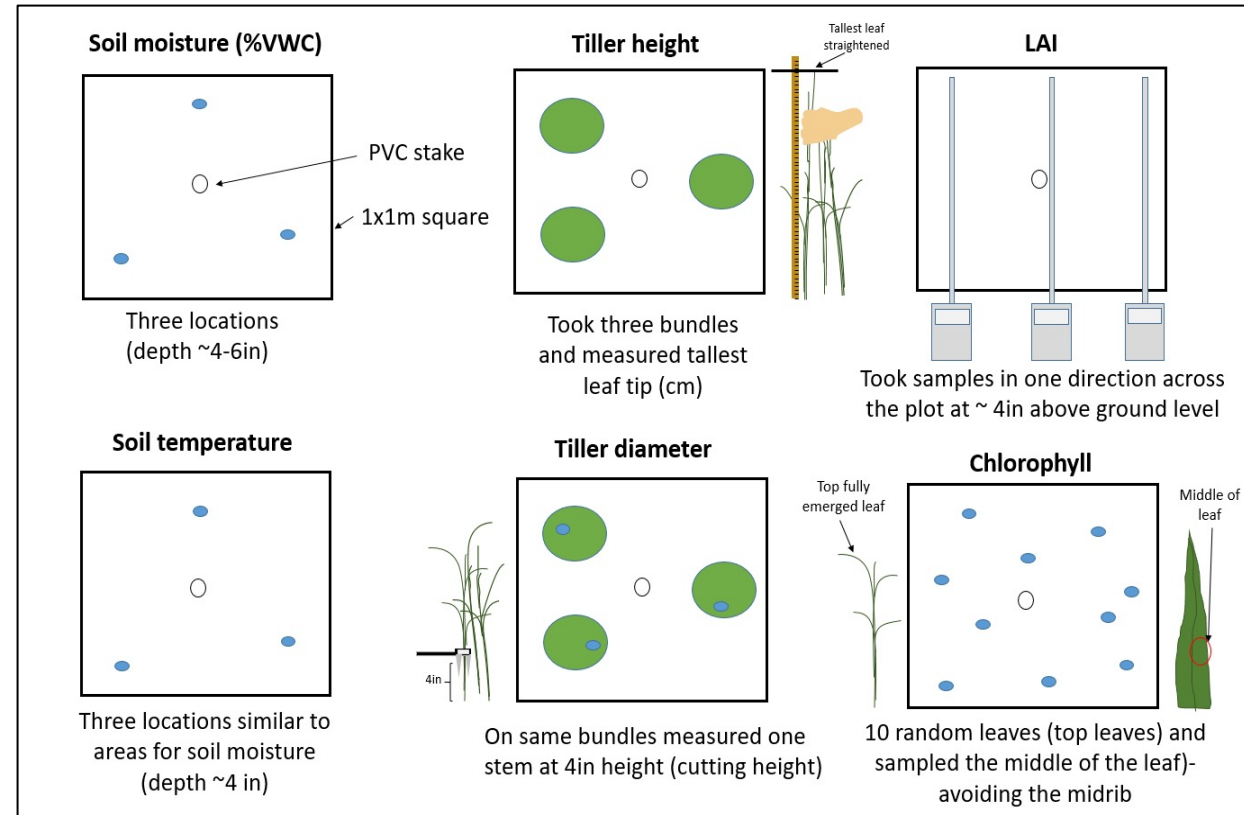 Soil moisture (%VWC)
PVC stake
1x1m square
Three locations
(depth ~4-6in)
Tiller height
Tallest leaf
straightened
Took three bundles
and measured tallest
leaf tip (cm)
LAI
Took samples in one direction across
the plot at ~ 4in above ground level
Soil temperature
Three locations similar to
areas for soil moisture
(depth ~4 in)
Tiller diameter
4in
On same bundles measured one
stem at 4in height (cutting height)
Chlorophyll
Top fully
emerged leaf
Middle of
leaf
10 random leaves (top leaves) and
sampled the middle of the leaf)-
avoiding the midrib